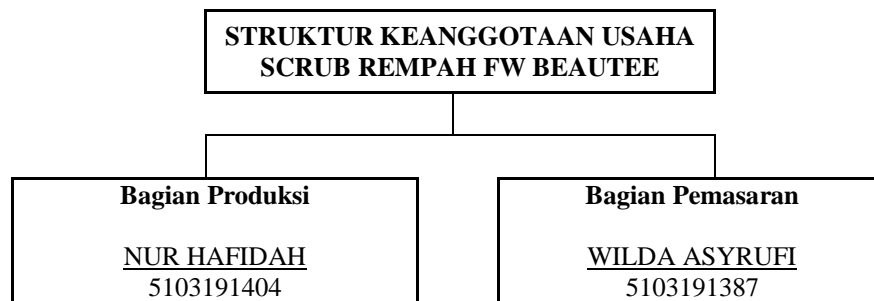 STRUKTUR KEANGGOTAAN USAHA
SCRUB REMPAH FW BEAUTEE
Bagian Produksi
NUR HAFIDAH
5103191404
Bagian Pemasaran
WILDA ASYRUFI
5103191387